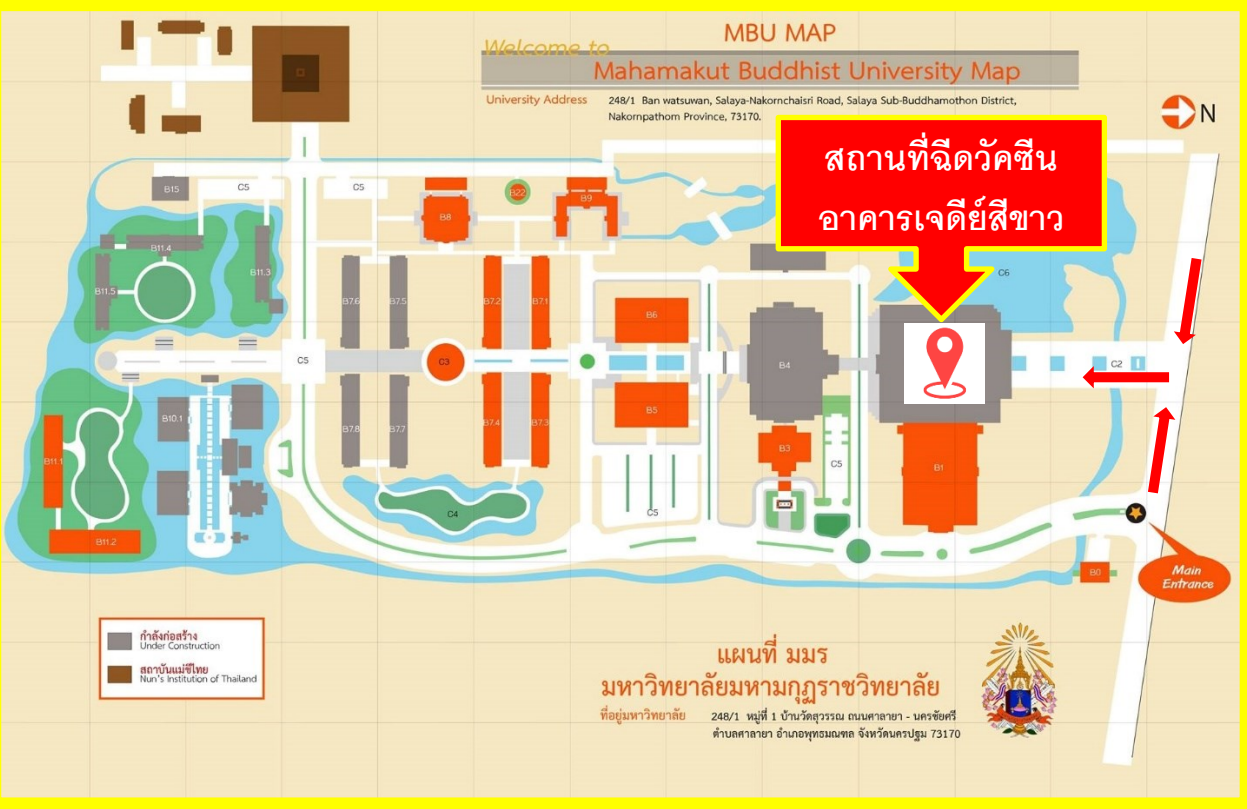 MBU MAP
Welcome to
Mahamakut Buddhist University Map
University Address
248/1 Ban watsuwan, Salaya-Nakornchaisri Road, Salaya Sub-Buddhamothon District,
Nakornpathom Province, 73170.
N
สถานที่ฉีดวัคซีน
อาคารเจดีย์สีขาว
B15
C5
C5
B22
B9
B8
B11.4
B11.3
B11.5
C6
B7.6
B7.5
B7.2
B7.1
B6
C5
C3
B4
C2
B10.1
B5
B7.8
B7.7
B7.4
B7.3
B3
C5
B1
B11.1
C4
C5
B11.2
B0
Main
Entrance
กำลังก่อสร้าง
Under Construction
สถาบันแม่ชีไทย
Nun's Institution of Thailand
แผนที่ มมร
มหาวิทยาลัยมหามกุฏราชวิทยาลัย
ที่อยู่มหาวิทยาลัย
248/1 หมู่ที่ 1 บ้านวัดสุวรรณ ถนนศาลายา - นครชัยศรี
ตำบลศาลายา อำเภอพุทธมณฑล จังหวัดนครปฐม 73170